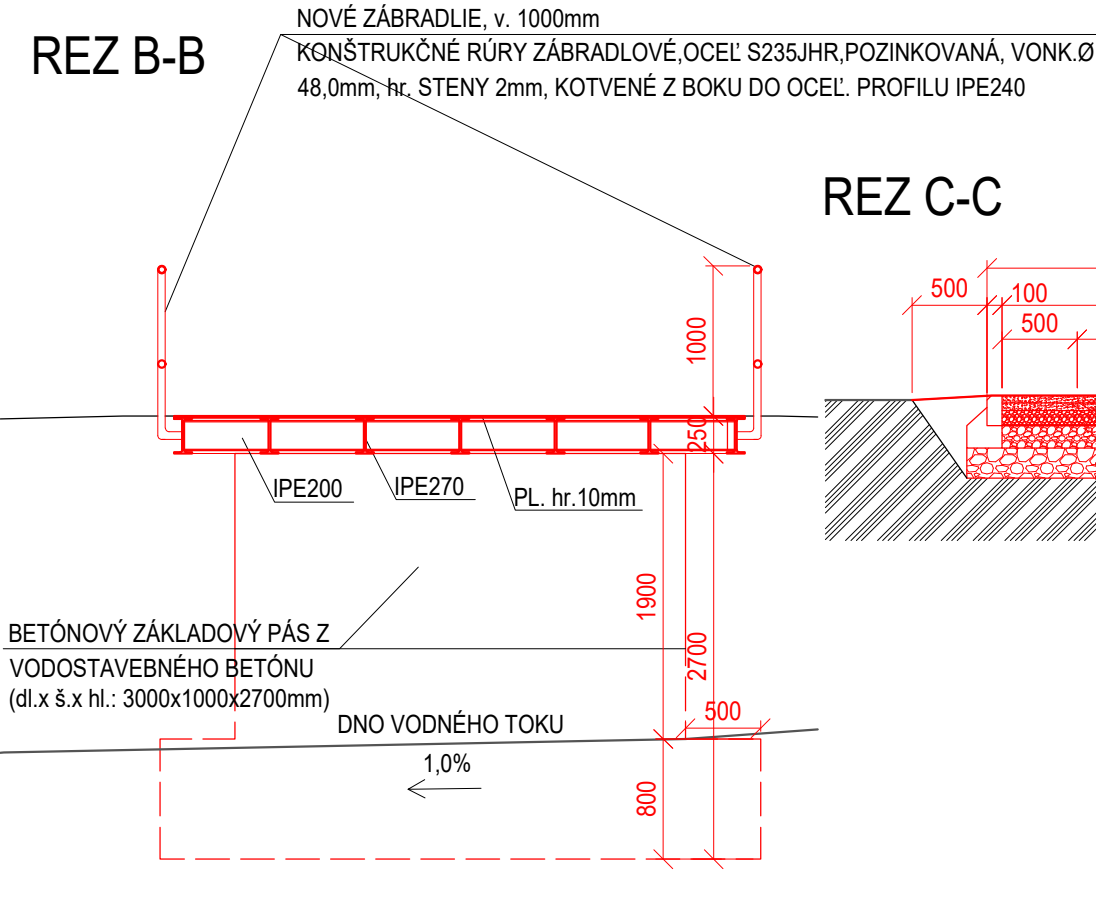 NOVÉ ZÁBRADLIE, v. 1000mm
REZ B-B
KONŠTRUKČNÉ RÚRY ZÁBRADLOVÉ,OCEĽ S235JHR,POZINKOVANÁ, VONK.Ø
48,0mm, hr. STENY 2mm, KOTVENÉ Z BOKU DO OCEĽ. PROFILU IPE240
REZ C-C
500
100
500
1000
250
IPE200
IPE270
PL. hr.10mm
1900
BETÓNOVÝ ZÁKLADOVÝ PÁS Z
VODOSTAVEBNÉHO BETÓNU
(dl.x š.x hl.: 3000x1000x2700mm)
2700
500
DNO VODNÉHO TOKU
1,0%
800